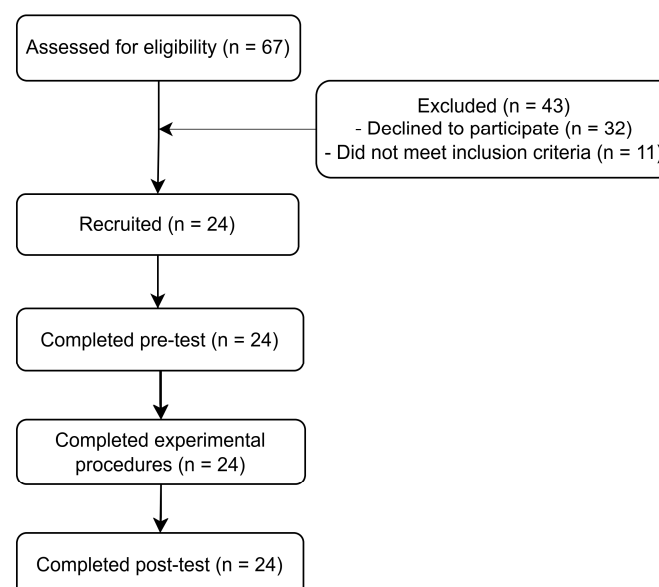 Assessed for eligibility (n = 67)
Excluded (n = 43)
- Declined to participate (n = 32)
- Did not meet inclusion criteria (n = 11)
Recruited (n = 24)
Completed pre-test (n = 24)
Completed experimental
procedures (n = 24)
Completed post-test (n = 24)